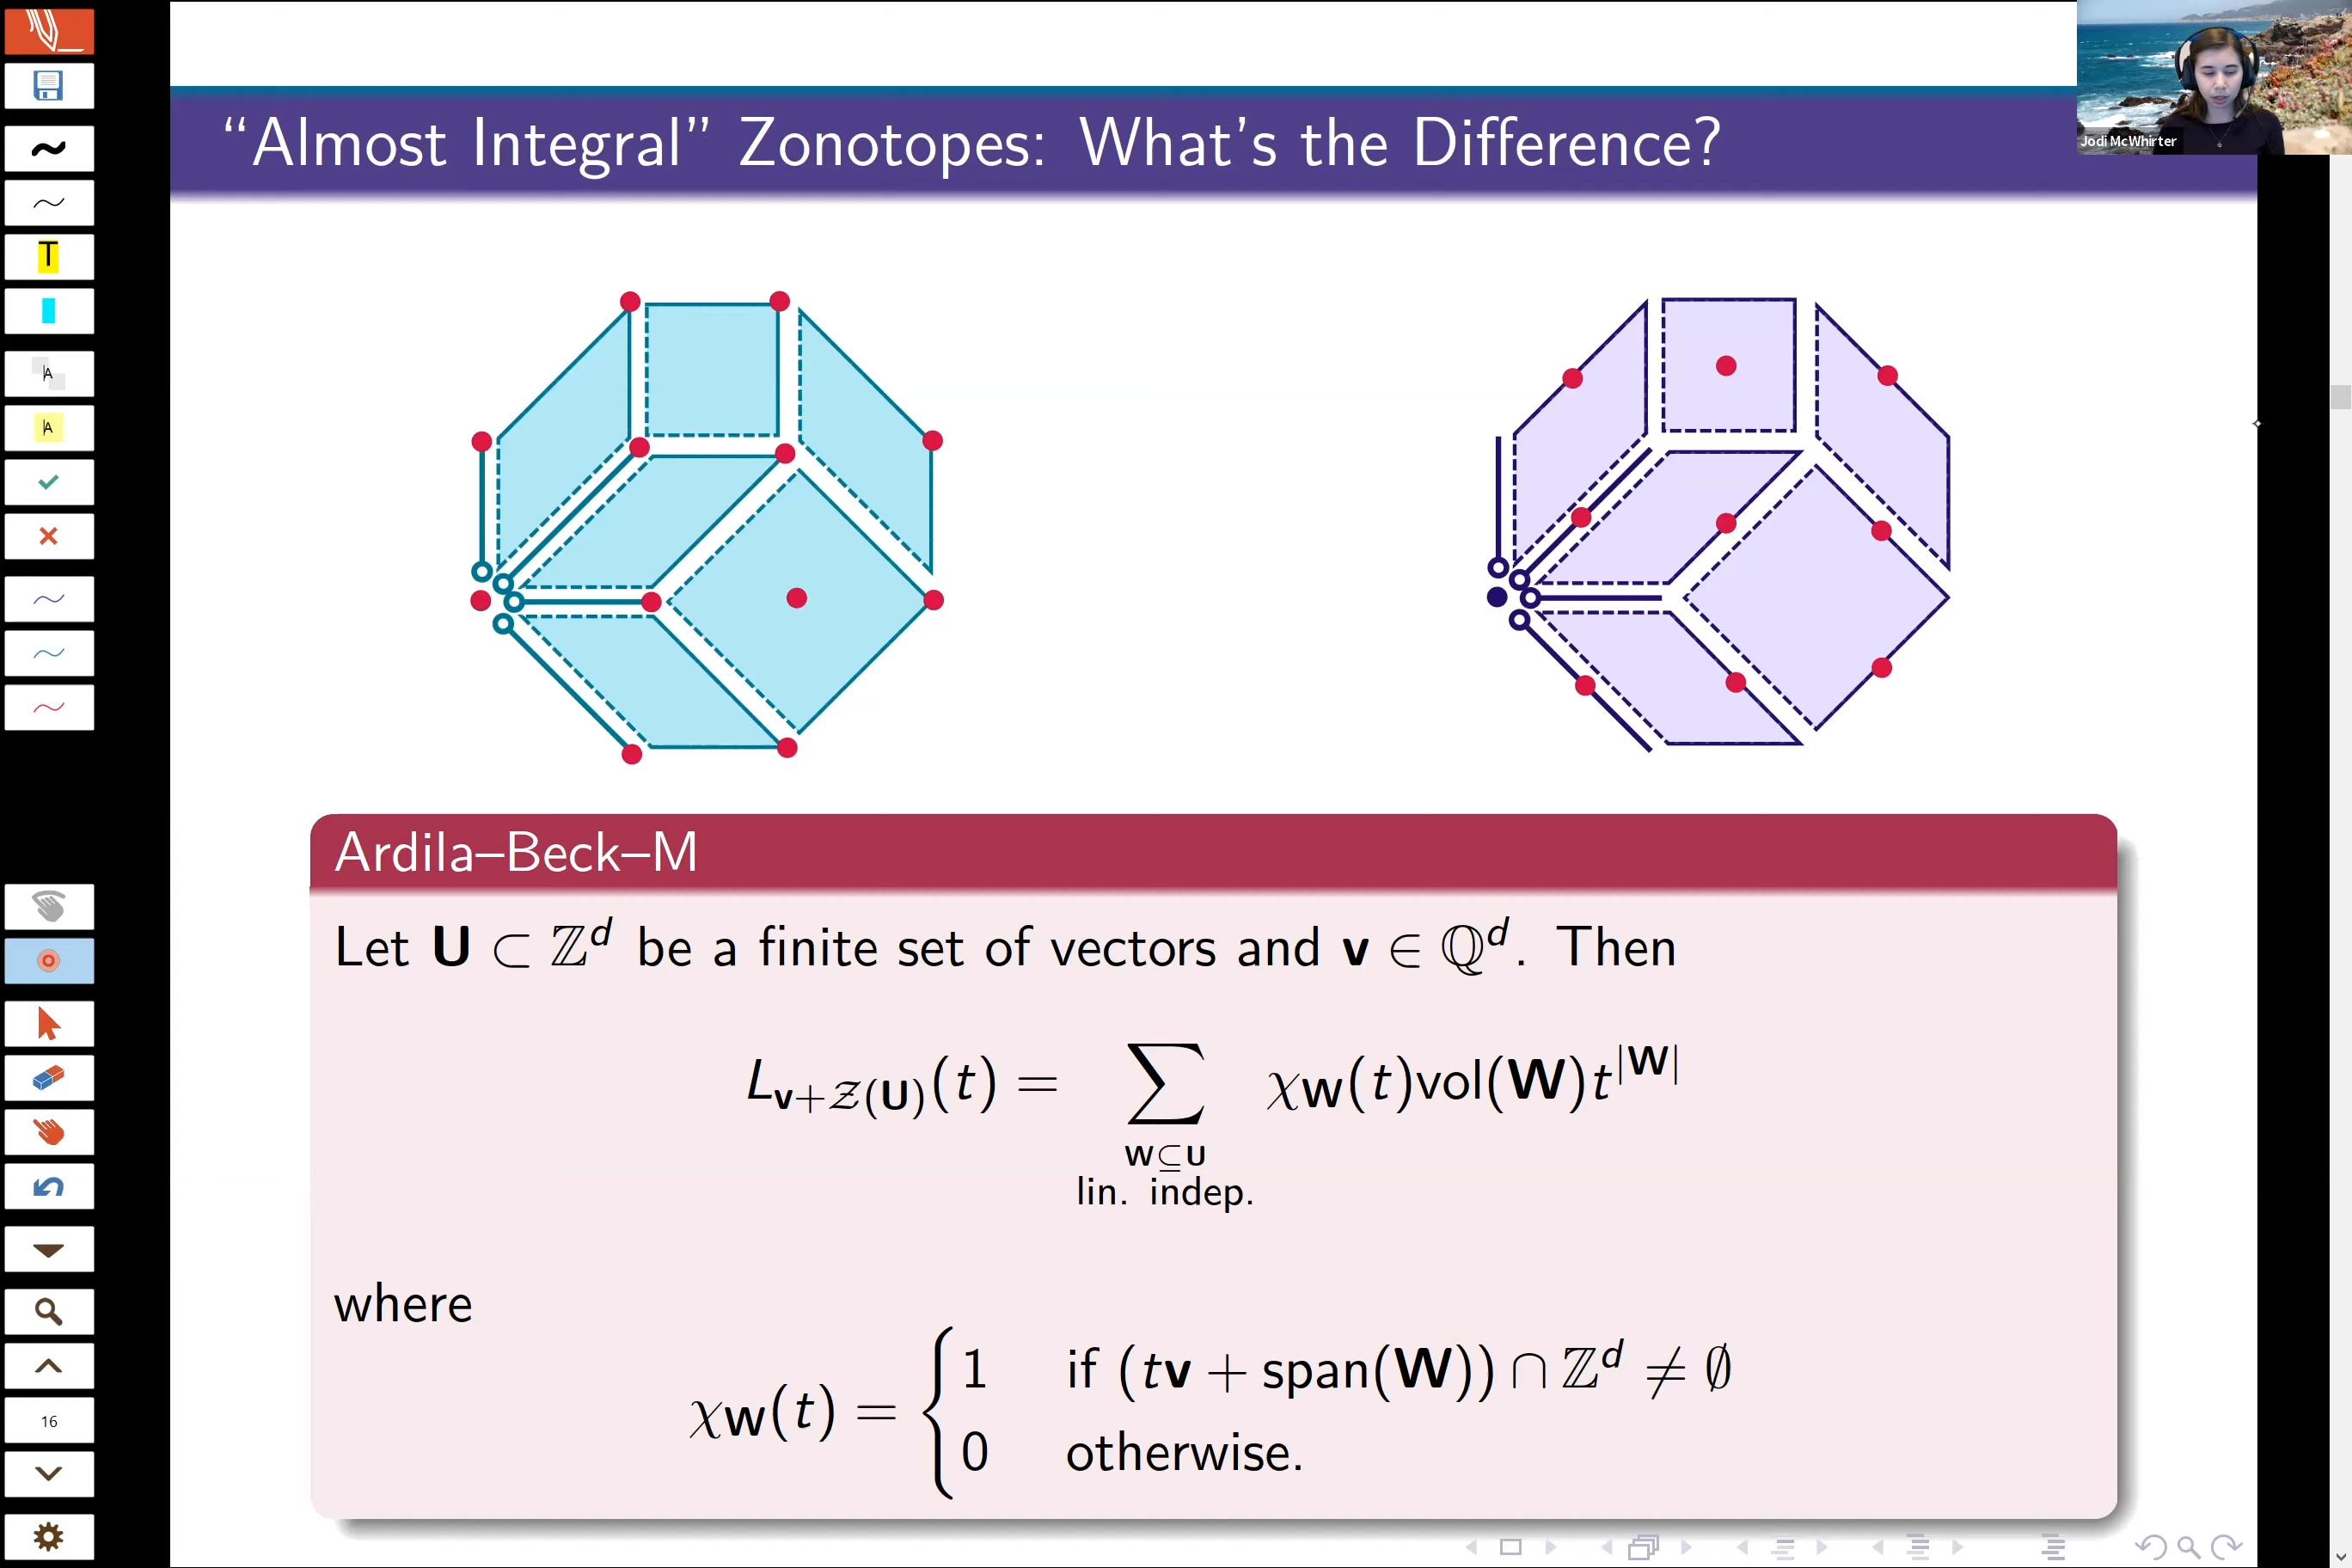 “Almost Integral” Zonotopes: What’s the Difference?
Jodi McWhirter
T
A
A
16
Ardila–Beck–M
Let U ⊂ ℤ^d be a finite set of vectors and v ∈ ℚ^d. Then
L_{v+𝒵(U)}(t) = ∑_{W⊆U lin. indep.} χ_W(t)vol(W)t^{|W|}
where
χ_W(t) = { 1 if (tv + span(W)) ∩ ℤ^d ≠ ∅
0 otherwise.